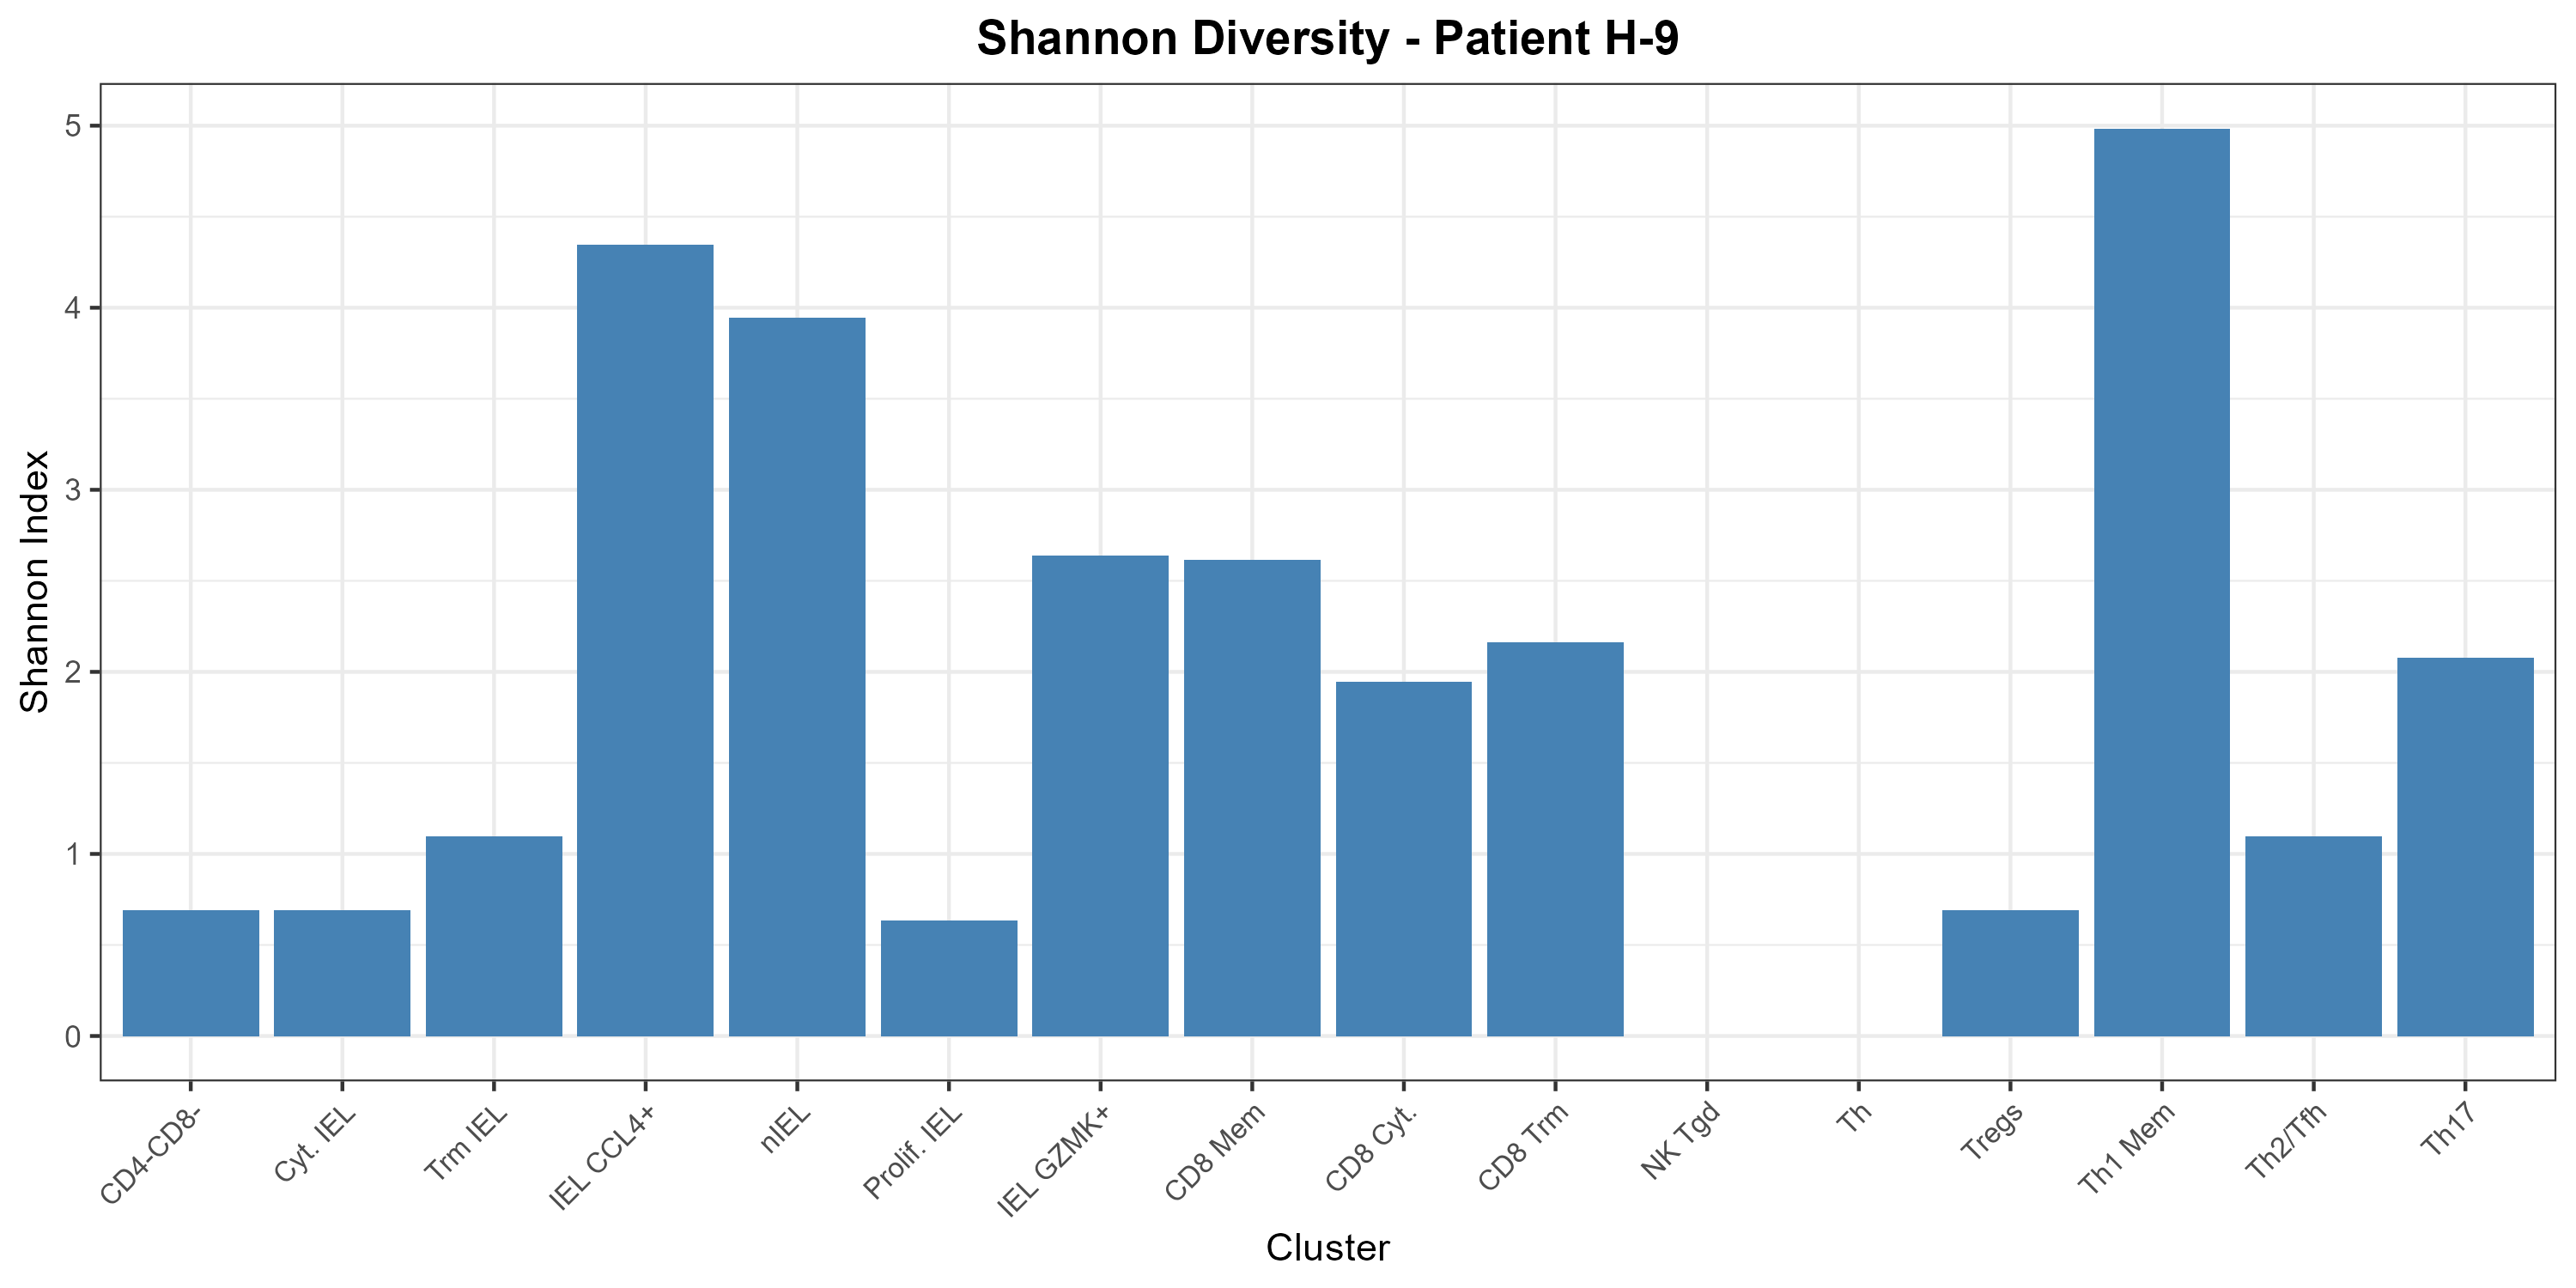 Shannon Diversity - Patient H-9
Shannon Index
5
4
3
2
1
0
CD4-CD8-
Cyt. IEL
Trm IEL
IEL CCL4+
nIEL
Prolif. IEL
IEL GZMK+
CD8 Mem
CD8 Cyt.
CD8 Trm
NK Tgd
Th
Tregs
Th1 Mem
Th2/Tfh
Th17
Cluster